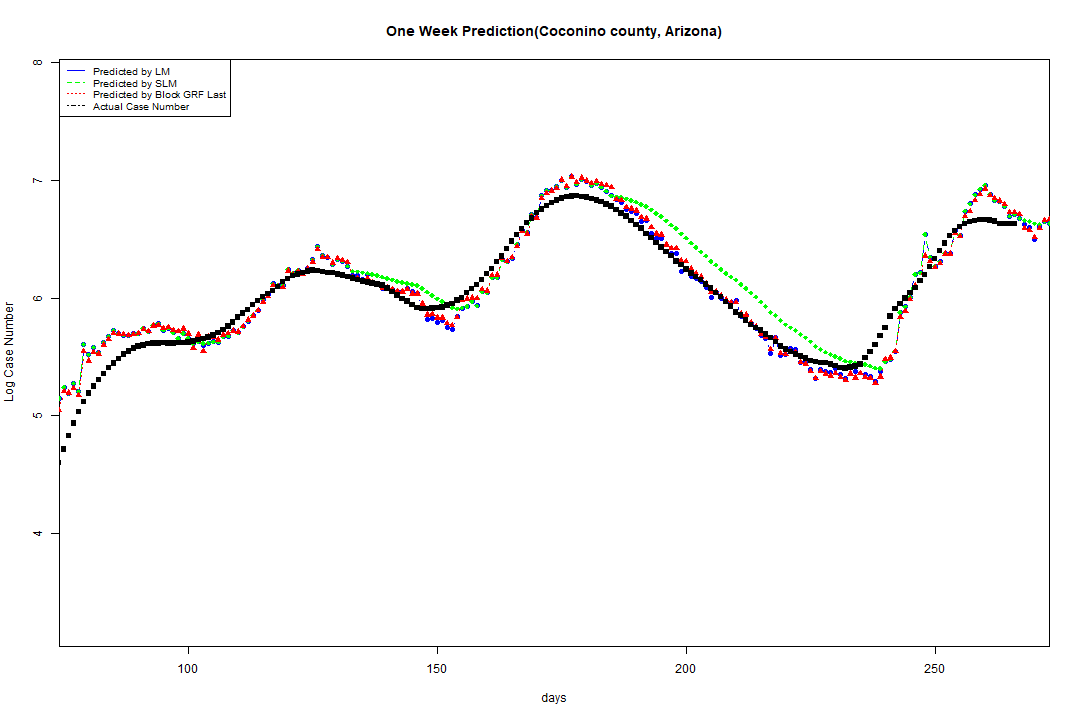 One Week Prediction(Coconino county, Arizona)
Predicted by LM
Predicted by SLM
Predicted by Block GRF Last
Actual Case Number
8
7
6
5
4
Log Case Number
100 150 200 250
days